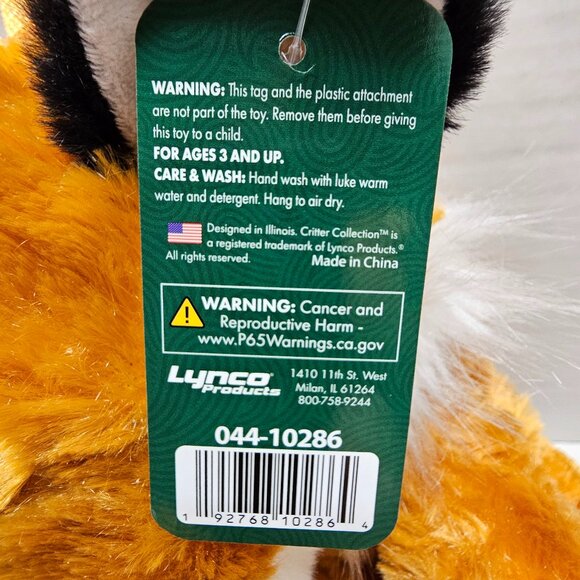 WARNING: This tag and the plastic attachment
are not part of the toy. Remove them before giving
this toy to a child.
FOR AGES 3 AND UP.
CARE & WASH: Hand wash with luke warm
water and detergent. Hang to air dry.
Designed in Illinois. Critter Collection™ is
a registered trademark of Lynco Products.®
All rights reserved. Made in China
WARNING: Cancer and
Reproductive Harm -
www.P65Warnings.ca.gov
Lynco®
Products
1410 11th St. West
Milan, IL 61264
800-758-9244
044-10286
1 92768 10286 4